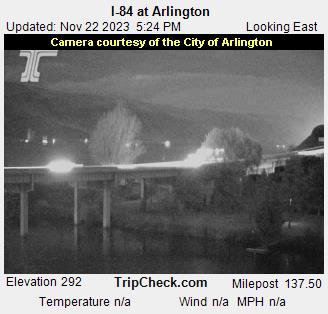 I-84 at Arlington
Updated: Nov 22 2023 5:24 PM Looking East
Camera courtesy of the City of Arlington
Elevation 292 TripCheck.com Milepost 137.50
Temperature n/a Wind n/a MPH n/a